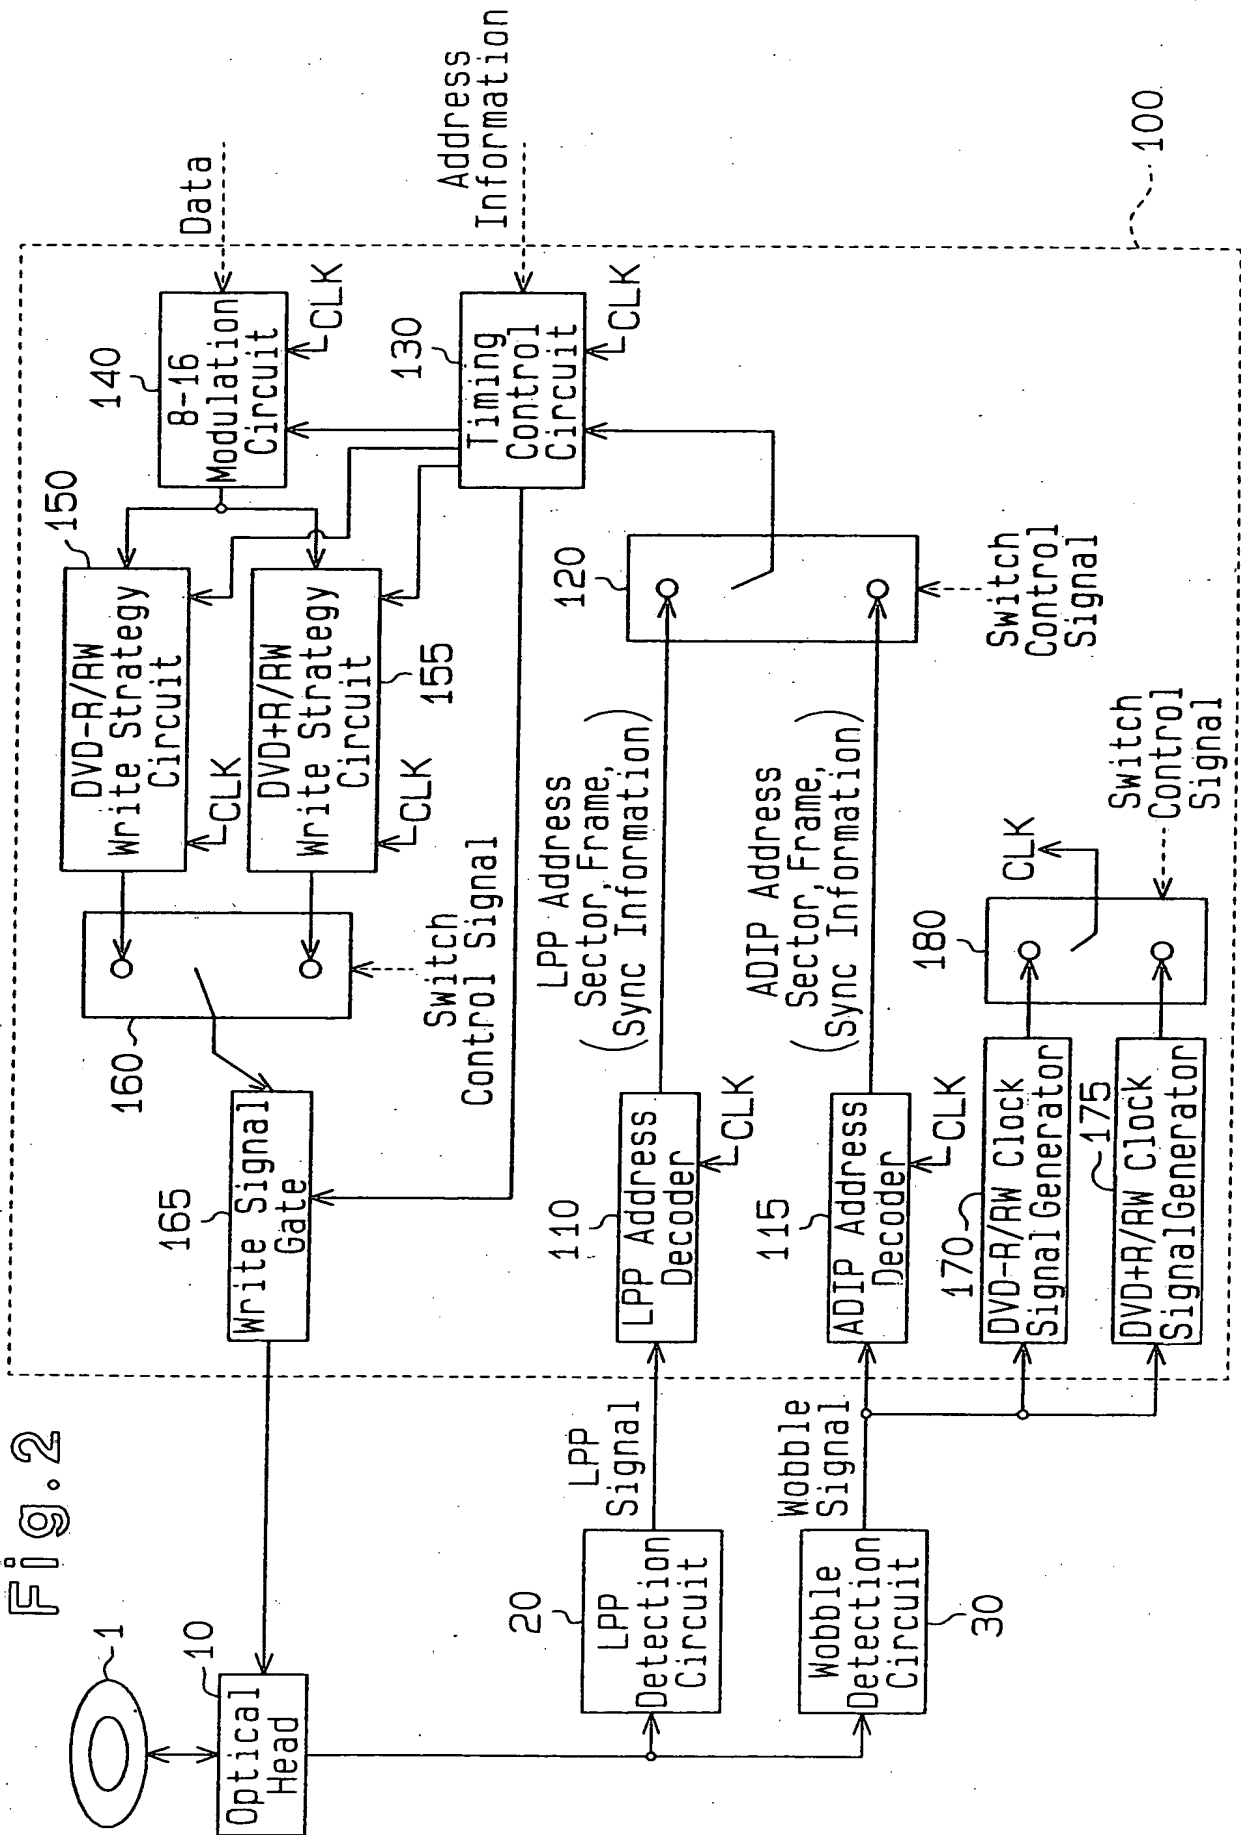 Fig.2
1
10
Optical
Head
20
LPP
Detection
Circuit
LPP
Signal
30
Wobble
Detection
Circuit
Wobble
Signal
100
165
Write Signal
Gate
160
Switch
Control Signal
150
DVD-R/RW
Write Strategy
Circuit
CLK
155
DVD+R/RW
Write Strategy
Circuit
CLK
140
8-16
Modulation
Circuit
CLK
Data
130
Timing
Control
Circuit
CLK
Address
Information
110
LPP Address
Decoder
CLK
LPP Address
(Sector,Frame,
Sync Information)
115
ADIP Address
Decoder
CLK
ADIP Address
(Sector,Frame,
Sync Information)
120
Switch
Control
Signal
170
DVD-R/RW Clock
Signal Generator
175
DVD+R/RW Clock
SignalGenerator
180
CLK
Switch
Control
Signal